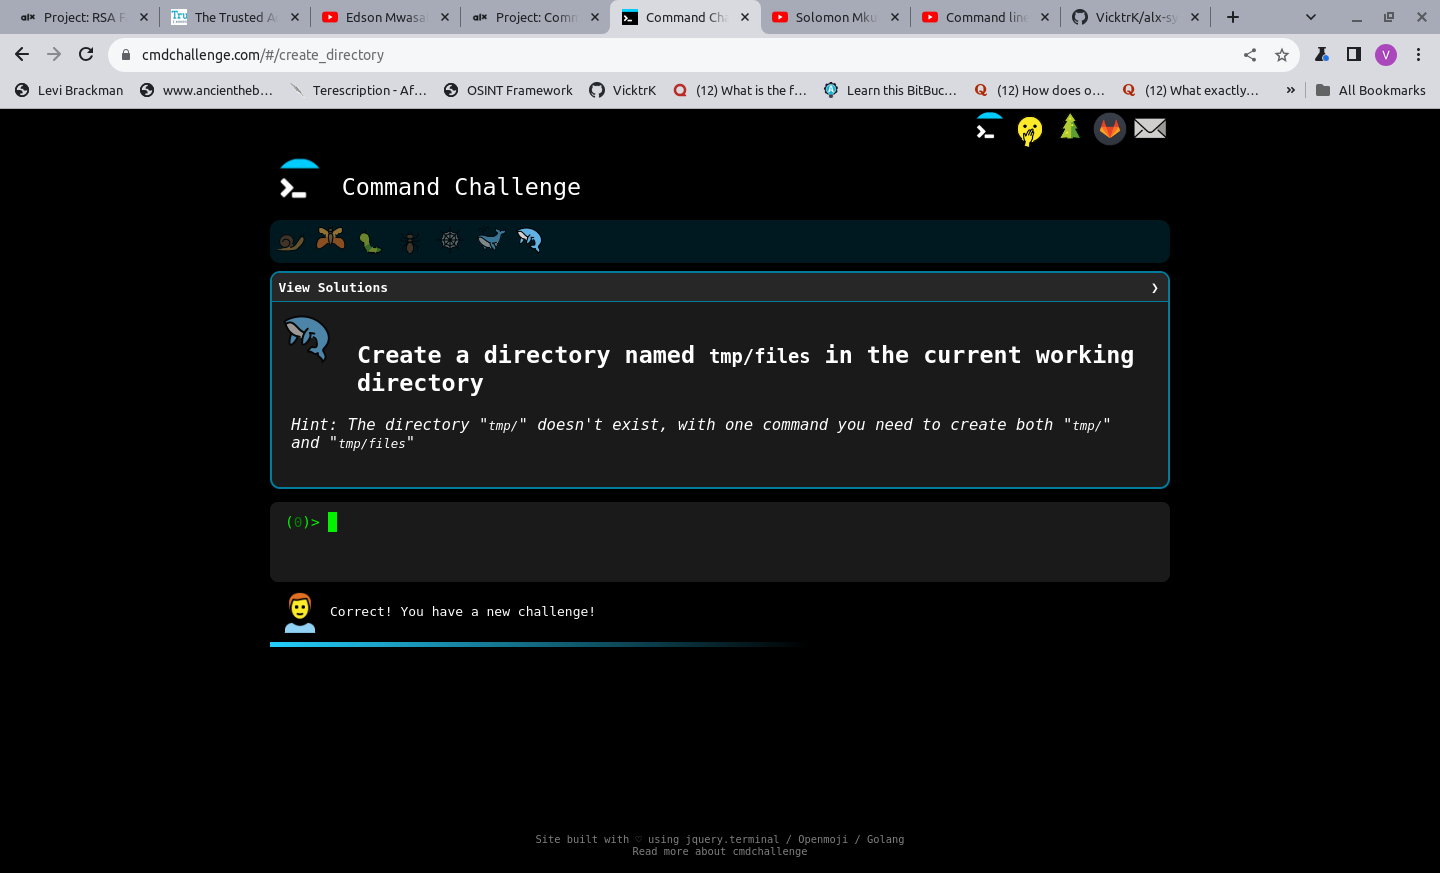 Project: RSA F
The Trusted A
Edson Mwasa
Project: Comm
Command Cha
Solomon Mku
Command line
VicktrK/alx-sy
cmdchallenge.com/#/create_directory
V
Levi Brackman
www.ancientheb…
Terescription - Af…
OSINT Framework
VicktrK
(12) What is the f…
Learn this BitBuc…
(12) How does o…
(12) What exactly…
»
All Bookmarks
Command Challenge
View Solutions
Create a directory named tmp/files in the current working
directory
Hint: The directory "tmp/" doesn't exist, with one command you need to create both "tmp/"
and "tmp/files"
(0)>
Correct! You have a new challenge!
Site built with ♡ using jquery.terminal / Openmoji / Golang
Read more about cmdchallenge